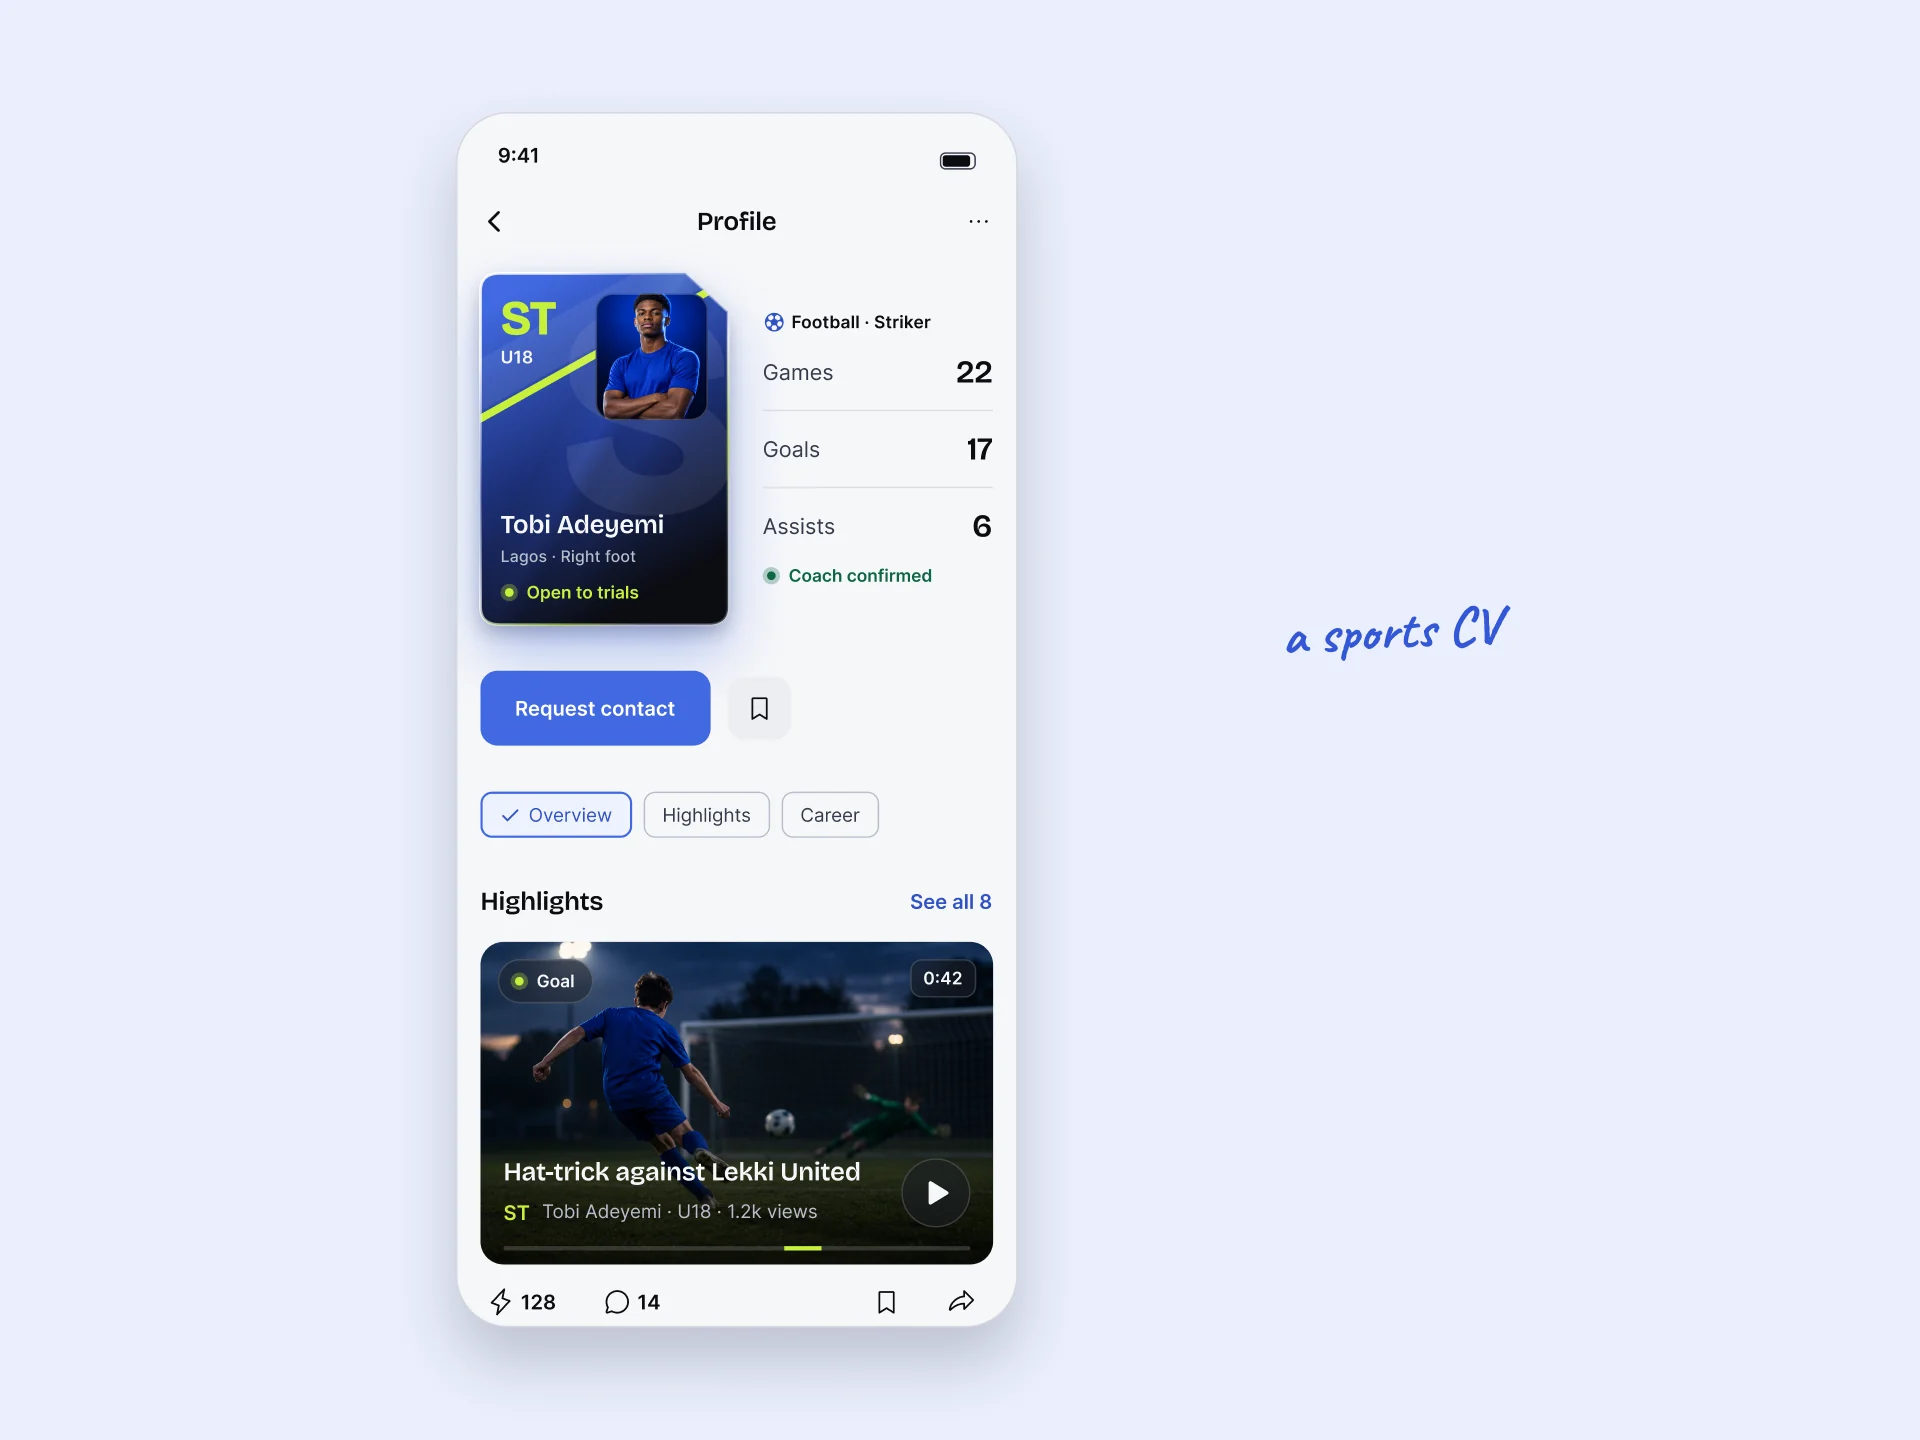 9:41
Profile
ST
U18
Tobi Adeyemi
Lagos · Right foot
Open to trials
Football · Striker
Games 22
Goals 17
Assists 6
Coach confirmed
Request contact
Overview Highlights Career
Highlights See all 8
Goal 0:42
Hat-trick against Lekki United
ST Tobi Adeyemi · U18 · 1.2k views
128 14
a sports CV